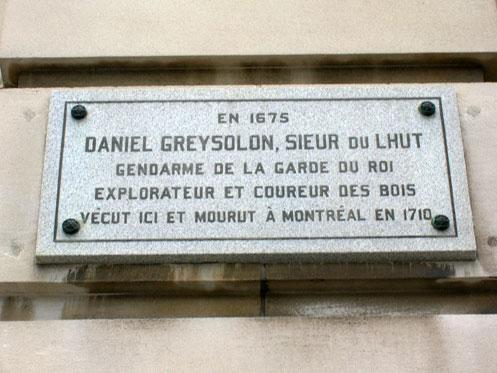 EN 1675
DANIEL GREYSOLON, SIEUR DU LHUT
GENDARME DE LA GARDE DU ROI
EXPLORATEUR ET COUREUR DES BOIS
VÉCUT ICI ET MOURUT À MONTRÉAL EN 1710